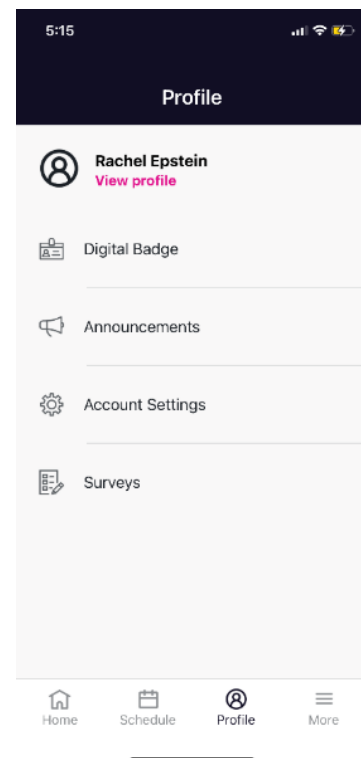 5:15
Profile
Rachel Epstein
View profile
Digital Badge
Announcements
Account Settings
Surveys
Home Schedule Profile More